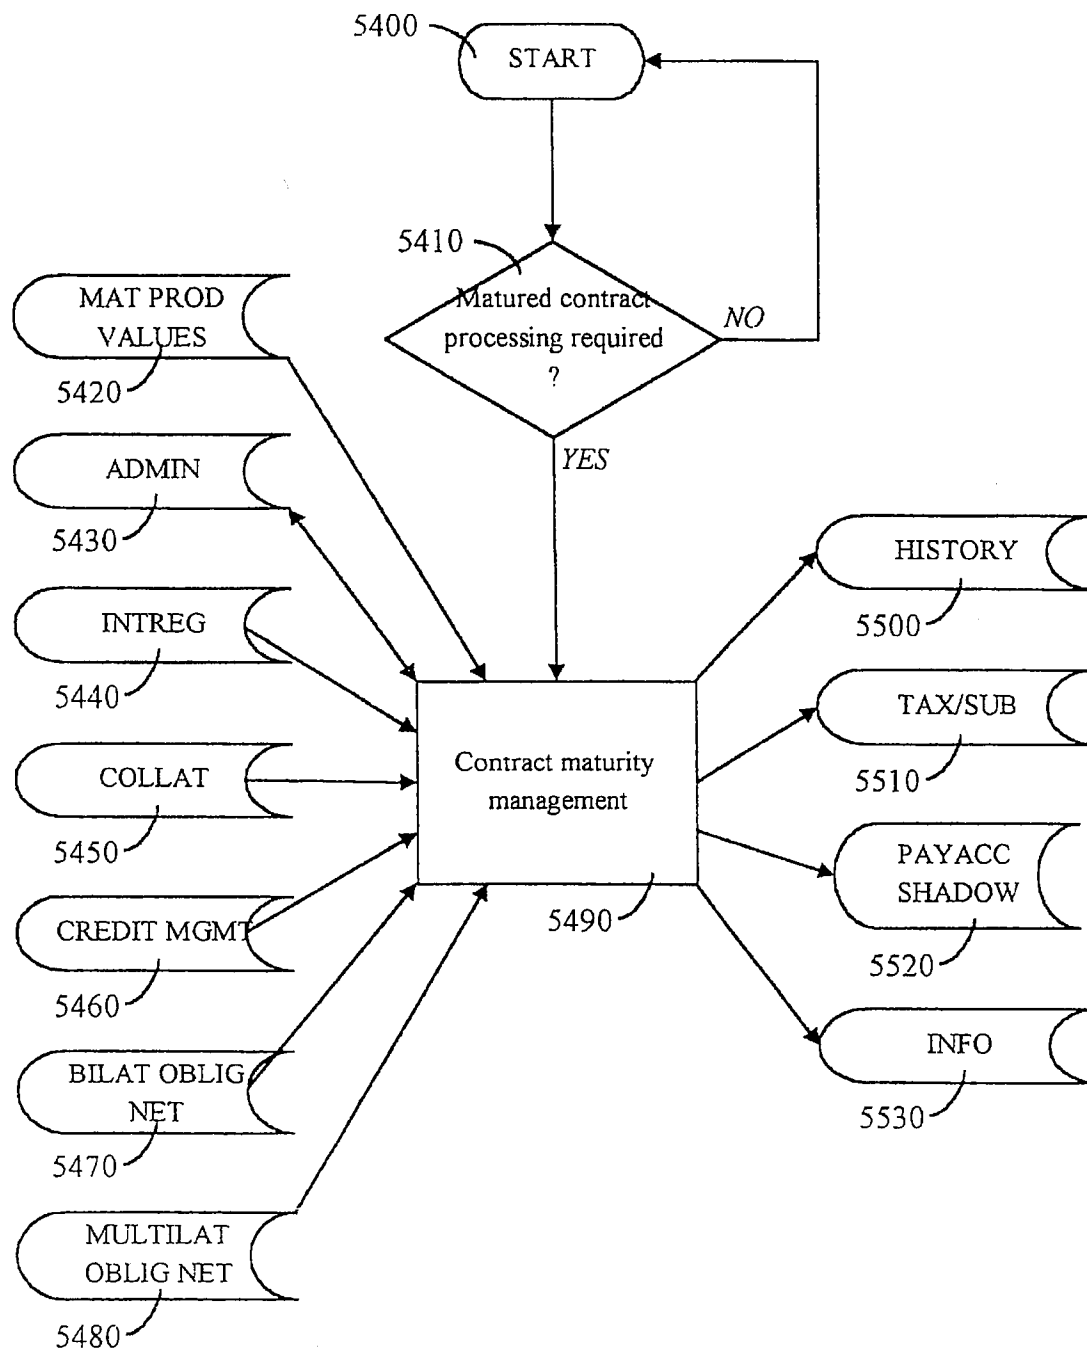 5400
START
5410
Matured contract
processing required
?
NO
YES
MAT PROD
VALUES
5420
ADMIN
5430
INTREG
5440
COLLAT
5450
CREDIT MGMT
5460
BILAT OBLIG
NET
5470
MULTILAT
OBLIG NET
5480
Contract maturity
management
5490
HISTORY
5500
TAX/SUB
5510
PAYACC
SHADOW
5520
INFO
5530